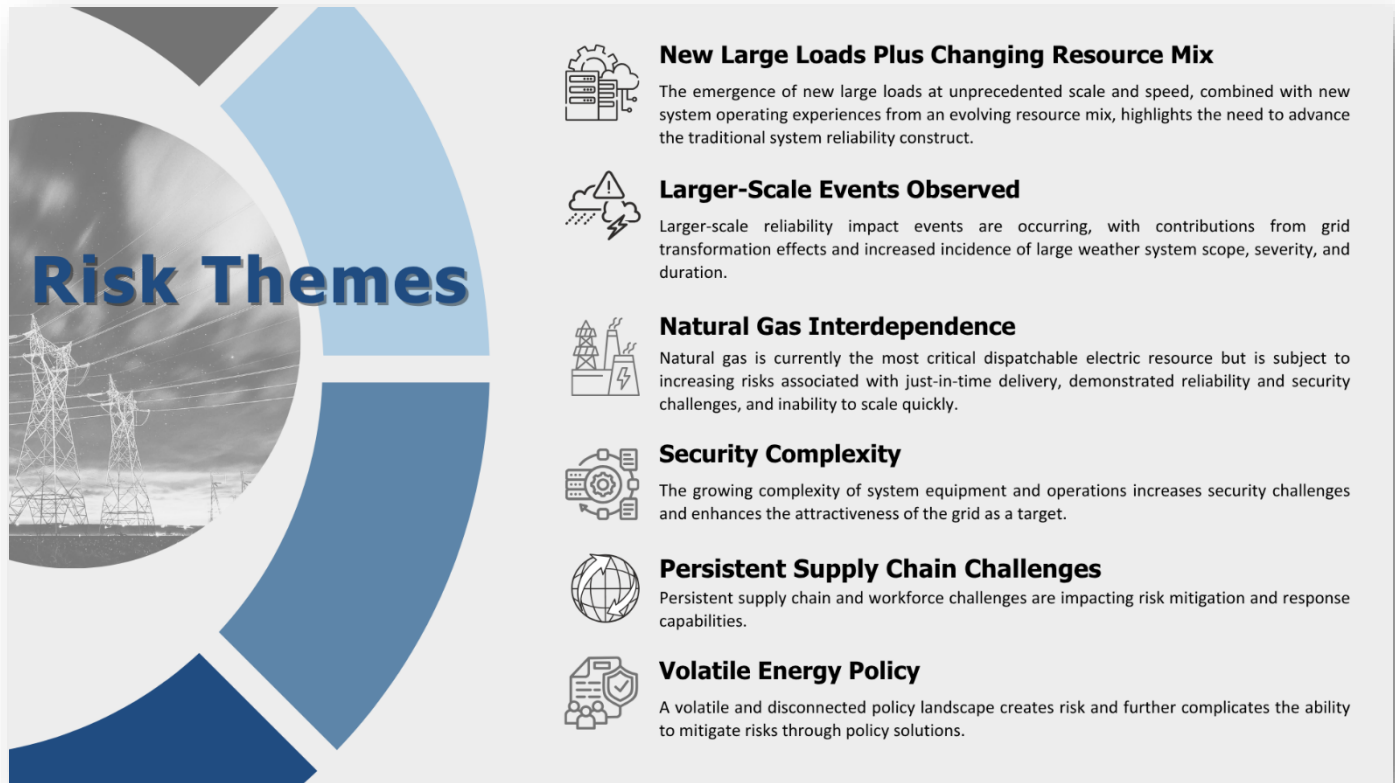 Risk Themes
New Large Loads Plus Changing Resource Mix
The emergence of new large loads at unprecedented scale and speed, combined with new
system operating experiences from an evolving resource mix, highlights the need to advance
the traditional system reliability construct.
Larger-Scale Events Observed
Larger-scale reliability impact events are occurring, with contributions from grid
transformation effects and increased incidence of large weather system scope, severity, and
duration.
Natural Gas Interdependence
Natural gas is currently the most critical dispatchable electric resource but is subject to
increasing risks associated with just-in-time delivery, demonstrated reliability and security
challenges, and inability to scale quickly.
Security Complexity
The growing complexity of system equipment and operations increases security challenges
and enhances the attractiveness of the grid as a target.
Persistent Supply Chain Challenges
Persistent supply chain and workforce challenges are impacting risk mitigation and response
capabilities.
Volatile Energy Policy
A volatile and disconnected policy landscape creates risk and further complicates the ability
to mitigate risks through policy solutions.